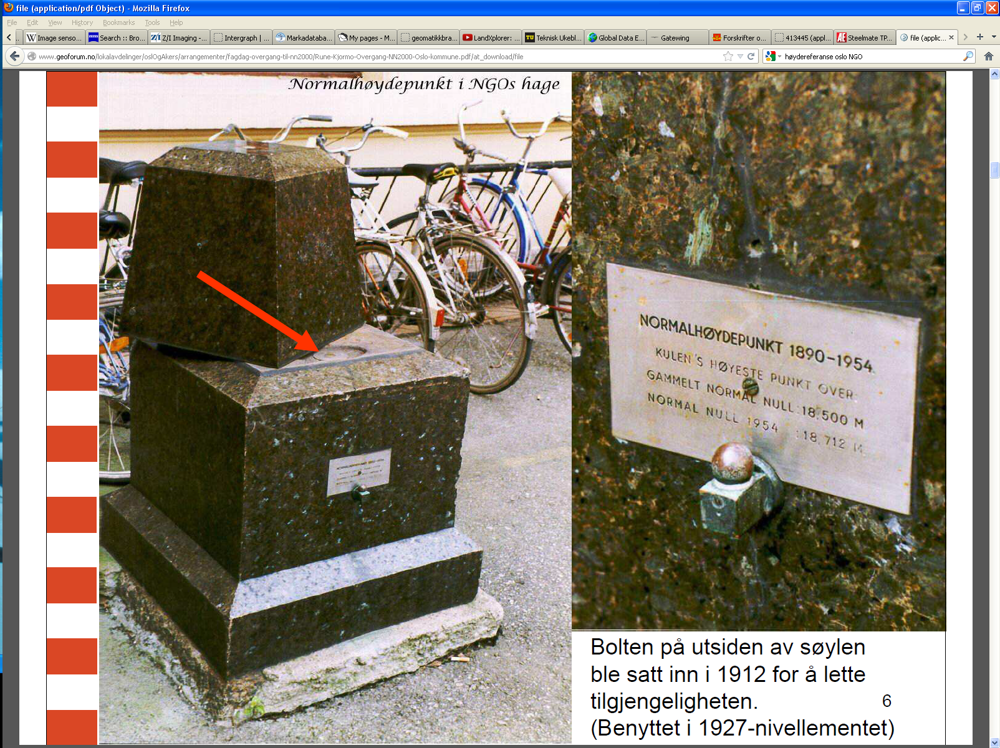 file (application/pdf Object) - Mozilla Firefox
File Edit View History Bookmarks Tools Help
Image senso... Search :: Bro... Z/I Imaging -... Intergraph | ... Markadataba... My pages - M... geomatikkbra... LandXplorer: ... Teknisk Ukebl... Global Data E... Gatewing Forskrifter o... 413445 (appl... Steelmate TP... file (applic...
www.geoforum.no/lokalavdelinger/oslOgAkers/arrangementer/fagdag-overgang-til-nn2000/Rune-Kjormo-Overgang-NN2000-Oslo-kommune.pdf/at_download/file
høydereferanse oslo NGO
Normalhøydepunkt i NGOs hage
NORMALHØYDEPUNKT 1890-1954.
KULEN'S HØYESTE PUNKT OVER:
GAMMELT NORMAL NULL: 18,500 M
NORMAL NULL 1954 : 18,712 M.
Bolten på utsiden av søylen
ble satt inn i 1912 for å lette
tilgjengeligheten.
6
(Benyttet i 1927-nivellementet)